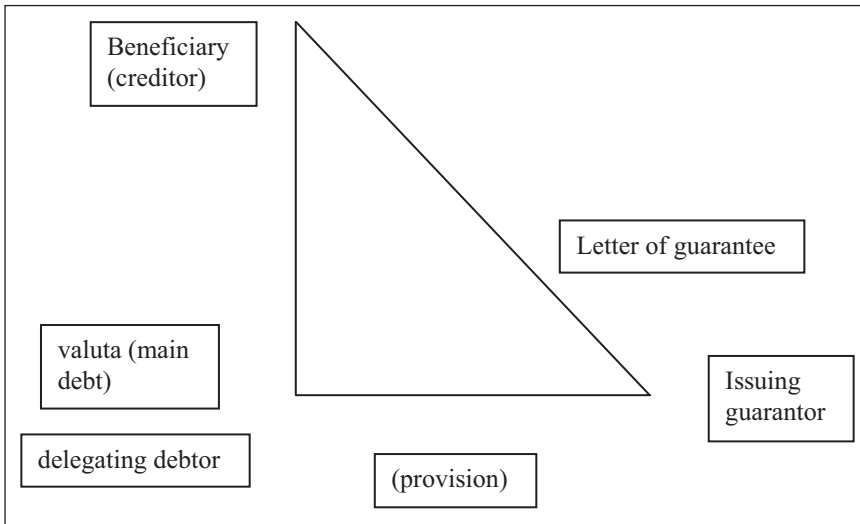 Beneficiary
(creditor)
Letter of guarantee
valuta (main
debt)
Issuing
guarantor
delegating debtor
(provision)